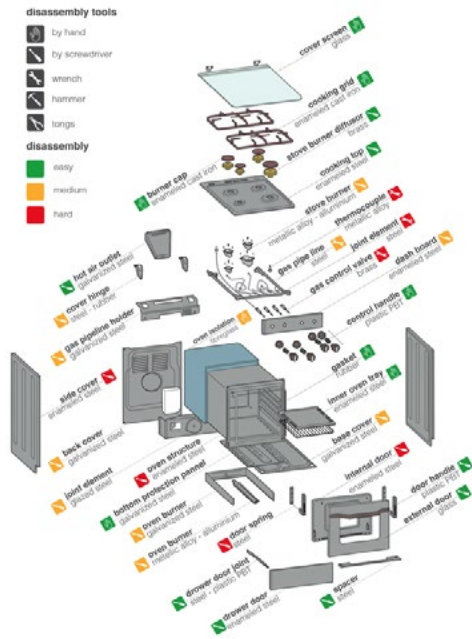 disassembly tools
by hand
by screwdriver
wrench
hammer
tongs
disassembly
easy
medium
hard
cover screen
glass
cooking grid
enameled cast iron
stove burner diffusor
brass
burner cap
enameled cast iron
cooking top
enameled steel
stove burner
metallic alloy - alluminium
thermocouple
metallic alloy
gas pipe line
steel
joint element
steel
gas control valve
brass
dash board
enameled steel
hot air outlet
galvanized steel
cover hinge
steel - rubber
gas pipeline holder
galvanized steel
oven isolation
fibreglass
control handle
plastic PBT
gasket
rubber
inner oven tray
enameled steel
side cover
enameled steel
back cover
galvanized steel
joint element
glased steel
oven structure
enameled steel
base cover
galvanized steel
bottom protection pannel
galvanized steel
internal door
enameled steel
oven burner
galvanized steel
oven burner
metallic alloy - alluminium
door handle
plastic PBT
external door
glass
door spring
steel
drower door joint
steel - plastic PBT
drower door
enameled steel
spacer
steel